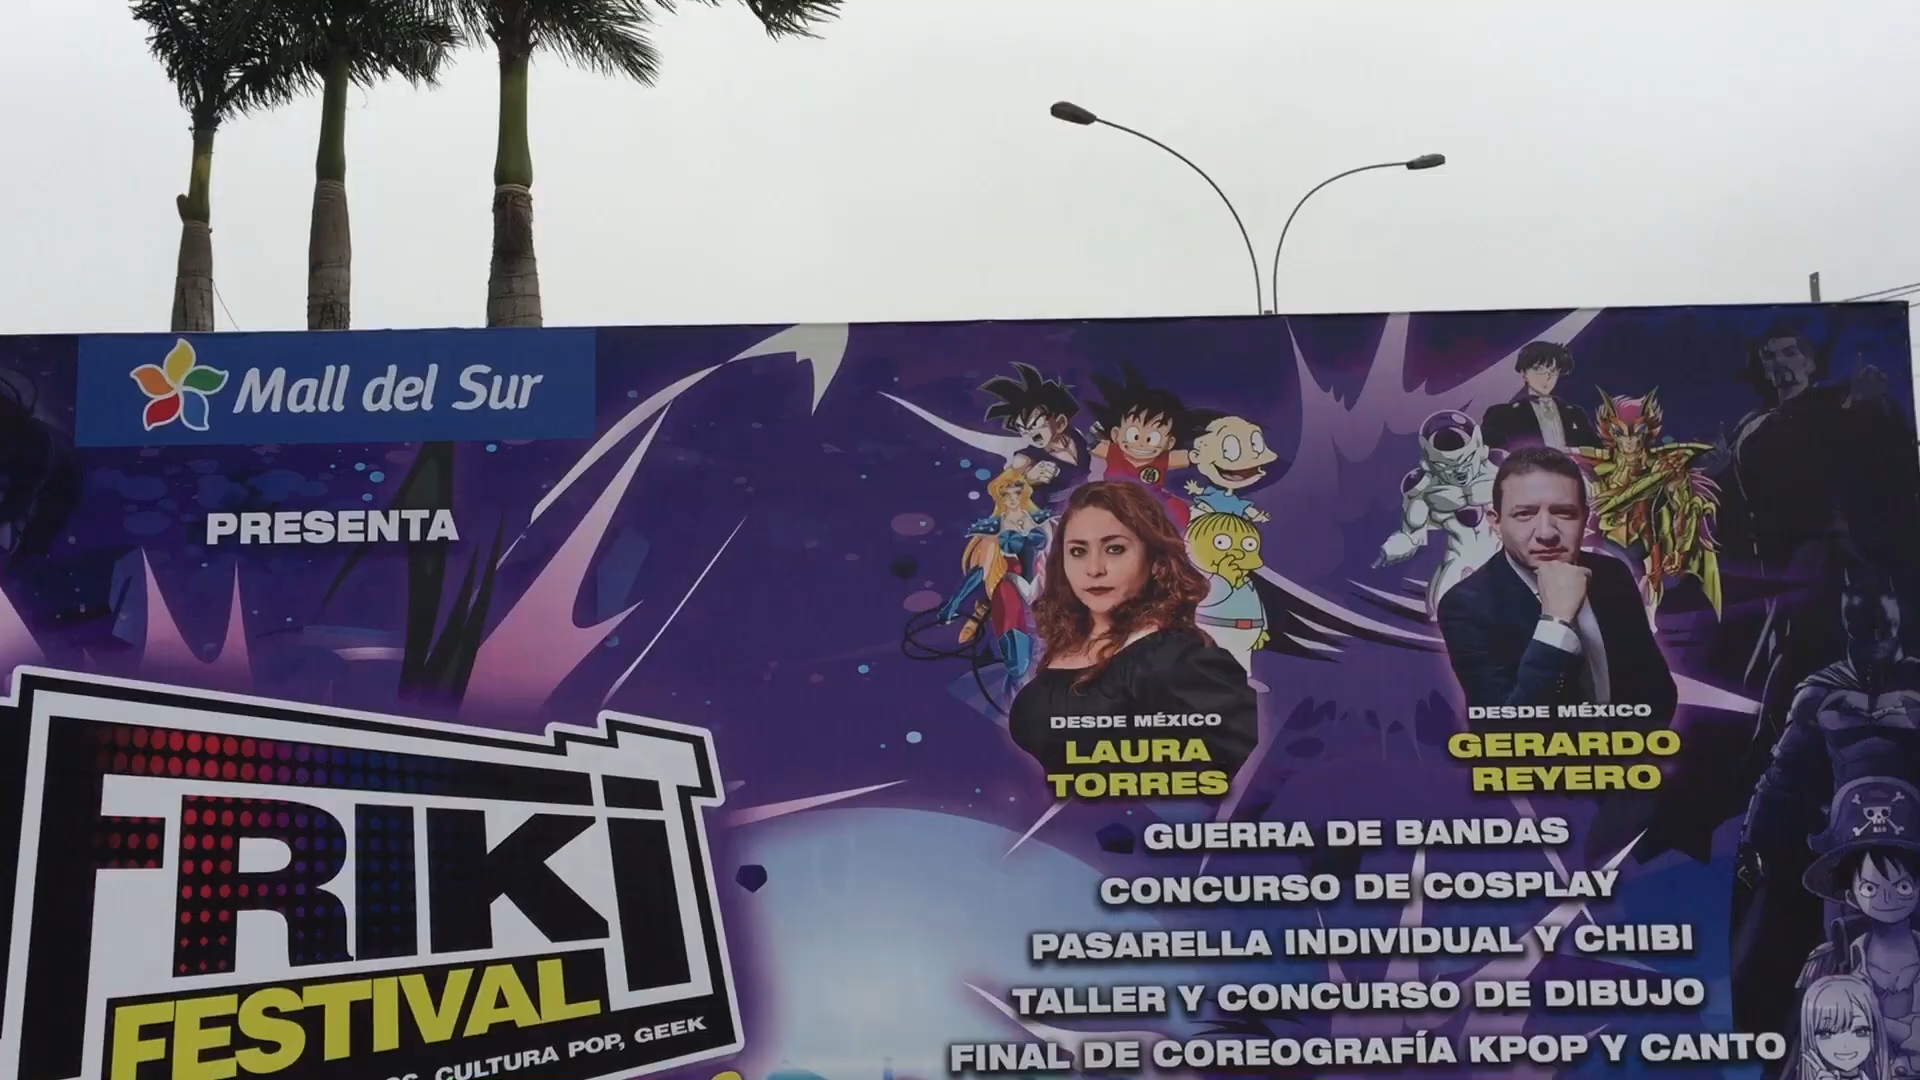 Mall del Sur
PRESENTA
FRIKI
FESTIVAL
OS, CULTURA POP, GEEK
DESDE MÉXICO
LAURA
TORRES
DESDE MÉXICO
GERARDO
REYERO
GUERRA DE BANDAS
CONCURSO DE COSPLAY
PASARELLA INDIVIDUAL Y CHIBI
TALLER Y CONCURSO DE DIBUJO
FINAL DE COREOGRAFÍA KPOP Y CANTO